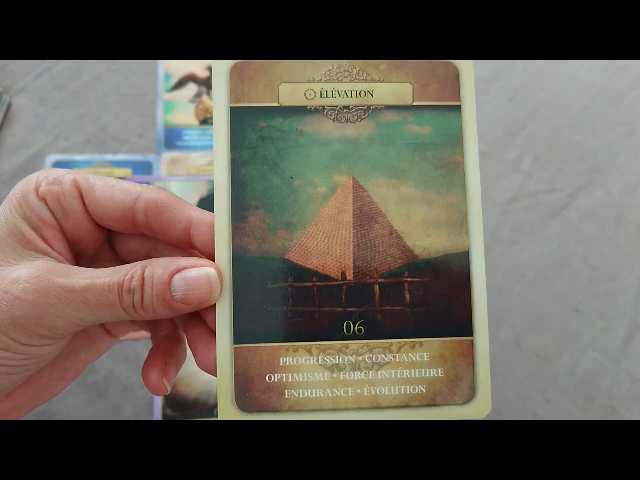 ÉLÉVATION
06
PROGRESSION • CONSTANCE
OPTIMISME • FORCE INTÉRIEURE
ENDURANCE • ÉVOLUTION